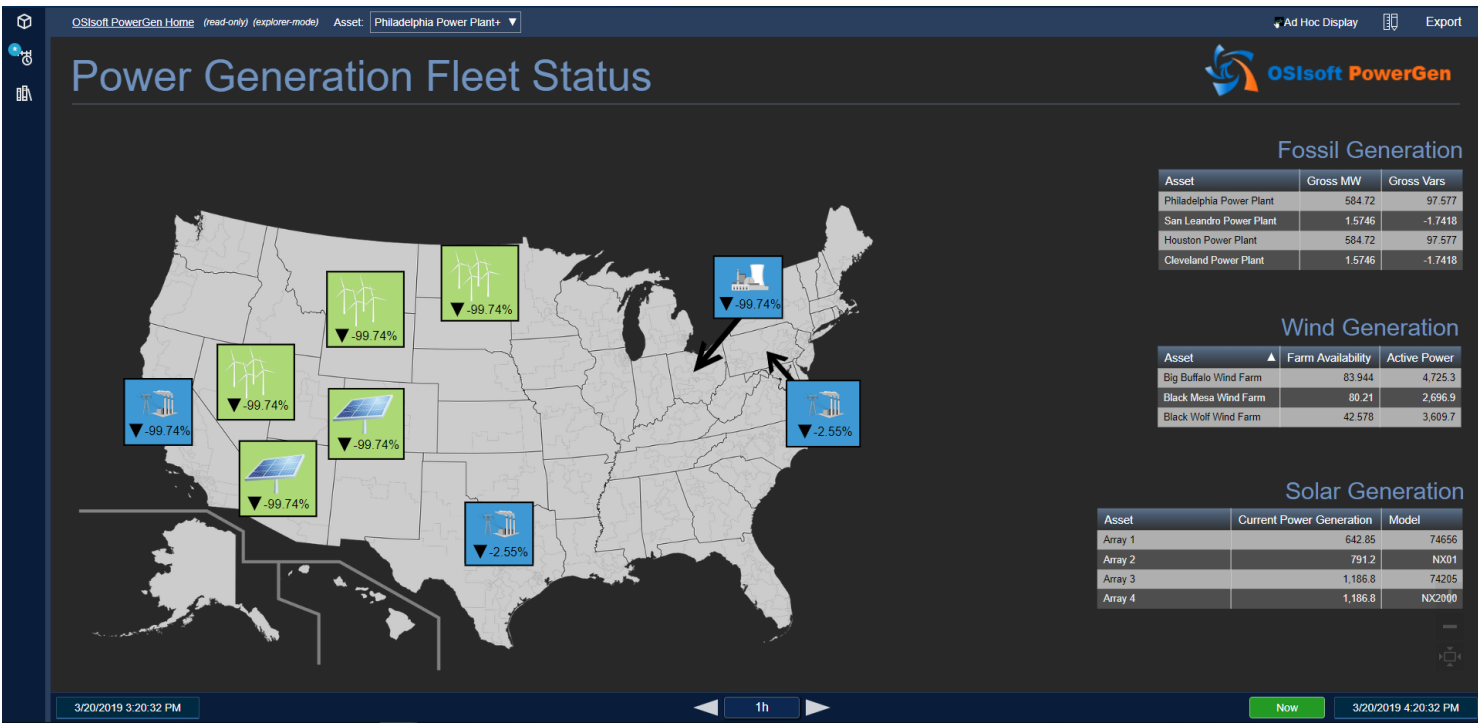 OSIsoft PowerGen Home (read-only) (explorer-mode) Asset: Philadelphia Power Plant+ ▼ Ad Hoc Display Export
Power Generation Fleet Status
OSIsoft PowerGen
Fossil Generation
Asset Gross MW Gross Vars
Philadelphia Power Plant 584.72 97.577
San Leandro Power Plant 1.5746 -1.7418
Houston Power Plant 584.72 97.577
Cleveland Power Plant 1.5746 -1.7418
Wind Generation
Asset ▲ Farm Availability Active Power
Big Buffalo Wind Farm 83.944 4,725.3
Black Mesa Wind Farm 80.21 2,696.9
Black Wolf Wind Farm 42.578 3,609.7
Solar Generation
Asset Current Power Generation Model
Array 1 642.85 74656
Array 2 791.2 NX01
Array 3 1,186.8 74205
Array 4 1,186.8 NX2000
▼-99.74%
▼-99.74%
▼-99.74%
▼-99.74%
▼-99.74%
▼-99.74%
▼-2.55%
▼-99.74%
▼-2.55%
3/20/2019 3:20:32 PM 1h Now 3/20/2019 4:20:32 PM